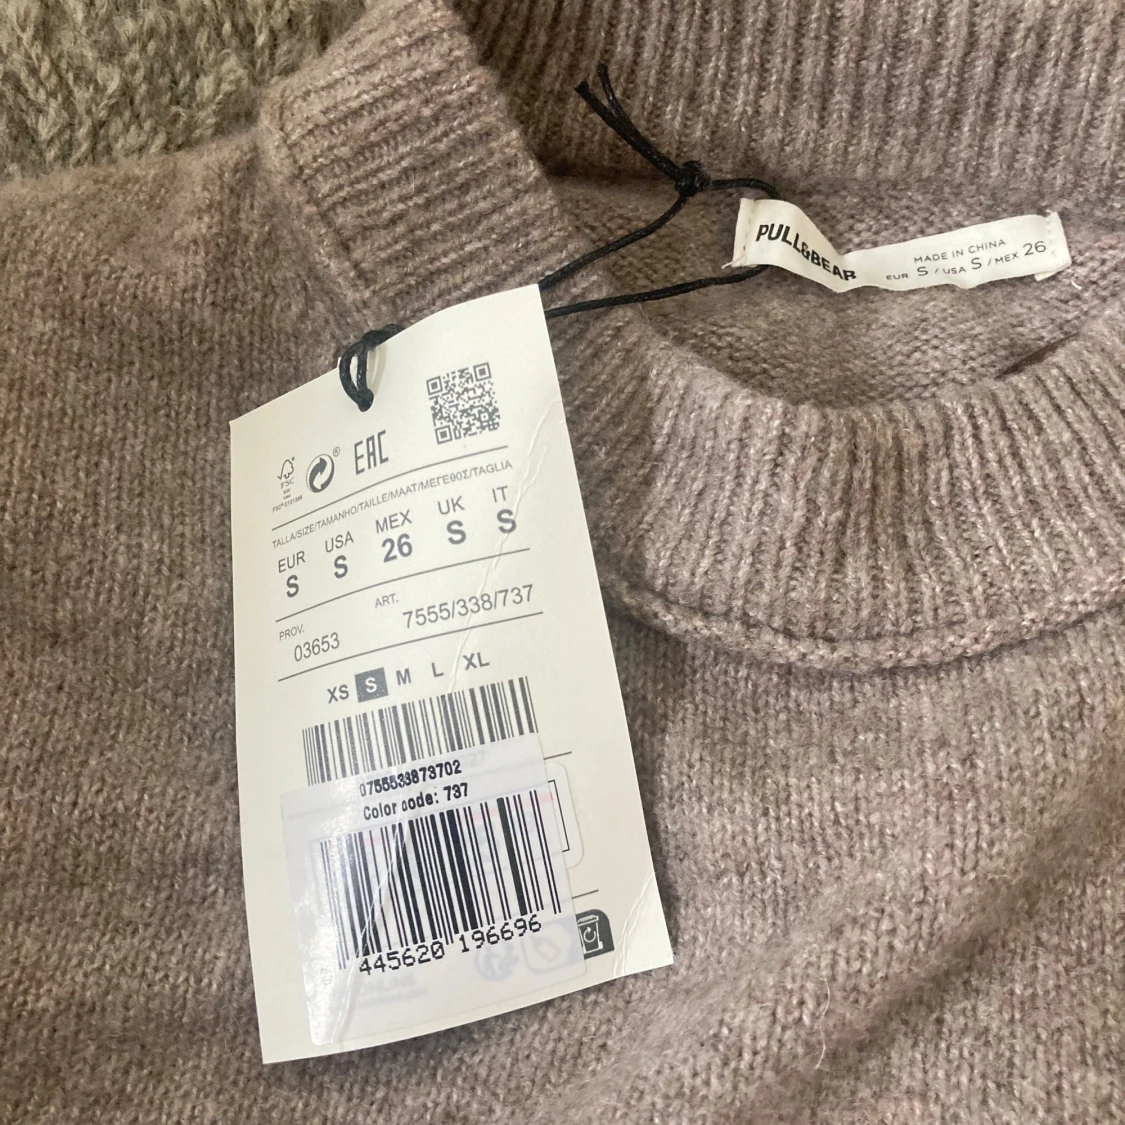 PULL&BEAR
MADE IN CHINA
EUR S / USA S / MEX 26
FSC
EAC
TALLA/SIZE/TAMANHO/TAILLE/MAAT/ΜΕΓΕΘΟΣ/TAGLIA
EUR USA MEX UK IT
S S 26 S S
PROV. ART.
03653 7555/338/737
XS S M L XL
0755533873702
Color code: 737
445620 196696